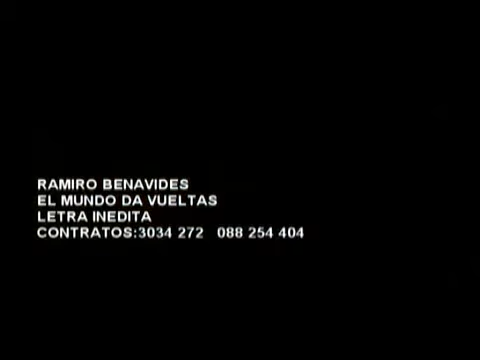 RAMIRO BENAVIDES
EL MUNDO DA VUELTAS
LETRA INEDITA
CONTRATOS:3034 272   088 254 404